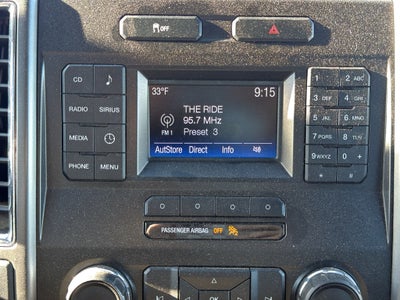 OFF
CD
RADIO SIRIUS
MEDIA
PHONE MENU
33°F 9:15
THE RIDE
95.7 MHz
FM 1 Preset 3
AutoStore Direct Info
1 2 ABC
3 DEF 4 GHI
5 JKL 6 MNO
7 PQRS 8 TUV
9 WXYZ 0 +
* #
PASSENGER AIRBAG OFF
OK